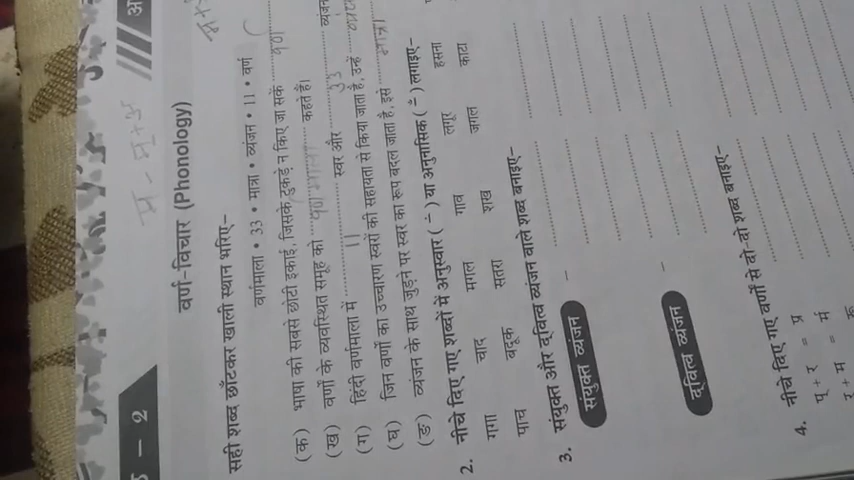 - 2
वर्ण-विचार (Phonology)
सही शब्द छाँटकर खाली स्थान भरिए–
वर्णमाला • 33 • मात्रा • व्यंजन • 11 • वर्ण
(क) भाषा की सबसे छोटी इकाई, जिसके टुकड़े न किए जा सकें वर्ण
(ख) वर्णों के व्यवस्थित समूह को वर्णमाला कहते हैं।
(ग) हिंदी वर्णमाला में 11 स्वर और 33 व्यंजन
(घ) जिन वर्णों का उच्चारण स्वरों की सहायता से किया जाता है, उन्हें
(ङ) व्यंजन के साथ जुड़ने पर स्वर का रूप बदल जाता है, इसे मात्रा
2. नीचे दिए गए शब्दों में अनुस्वार ( ं ) या अनुनासिक ( ँ ) लगाइए–
गगा चाद मगल गाव लगूर हसना
पाच बदूक सतरा शख जगल काटा
3. संयुक्त और द्वित्व व्यंजन वाले शब्द बनाइए–
संयुक्त व्यंजन –
द्वित्व व्यंजन –
4. नीचे दिए गए वर्णों से दो-दो शब्द बनाइए–
प् + र = प्र
र् + म = र्म